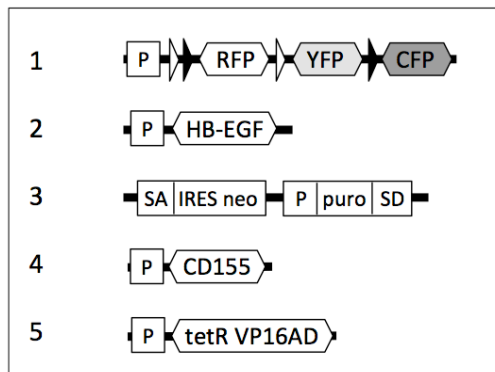 1 P RFP YFP CFP
2 P HB-EGF
3 SA IRES neo P puro SD
4 P CD155
5 P tetR VP16AD